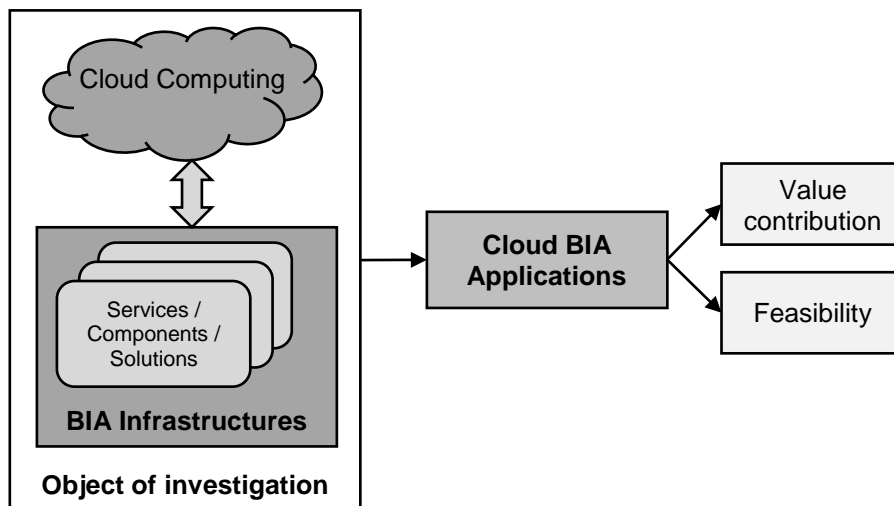 Cloud Computing
Services /
Components /
Solutions
BIA Infrastructures
Object of investigation
Cloud BIA
Applications
Value
contribution
Feasibility